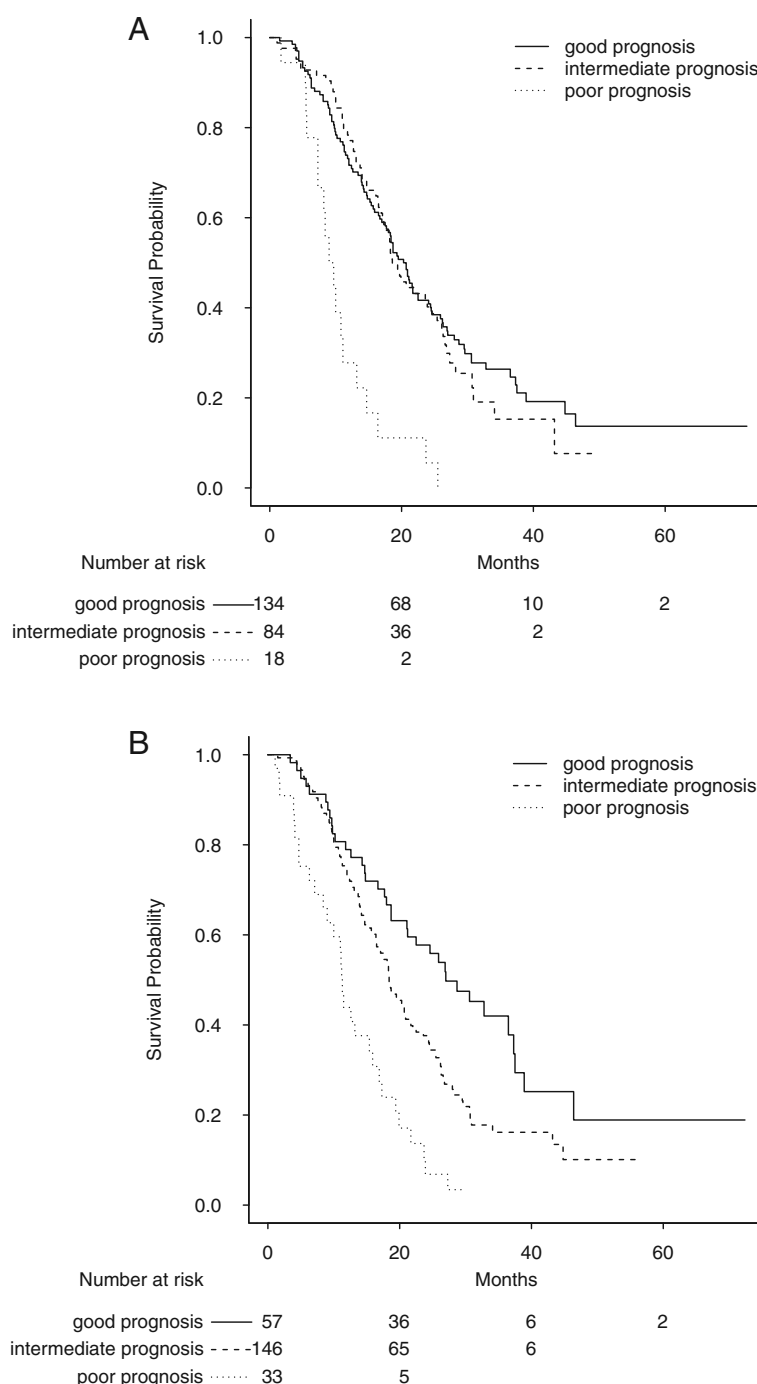 A
good prognosis
intermediate prognosis
poor prognosis
Survival Probability
1.0
0.8
0.6
0.4
0.2
0.0
0 20 40 60
Number at risk Months
good prognosis 134 68 10 2
intermediate prognosis 84 36 2
poor prognosis 18 2
B
good prognosis
intermediate prognosis
poor prognosis
Survival Probability
1.0
0.8
0.6
0.4
0.2
0.0
0 20 40 60
Number at risk Months
good prognosis 57 36 6 2
intermediate prognosis 146 65 6
poor prognosis 33 5